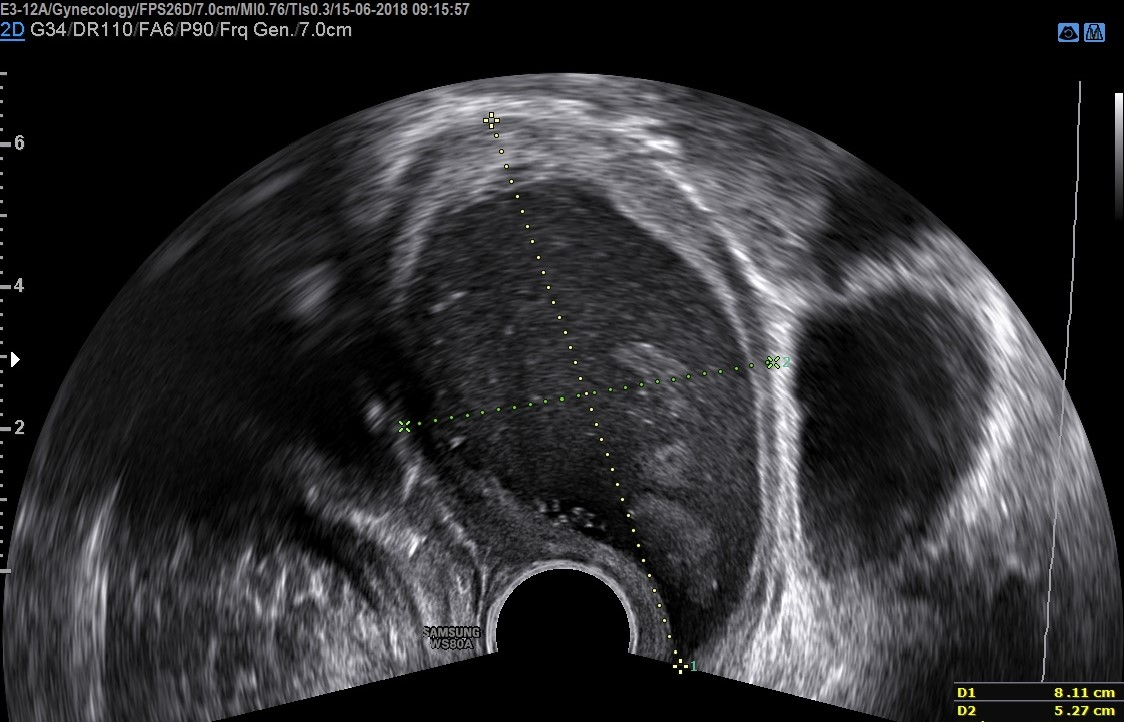 E3-12A/Gynecology/FPS26D/7.0cm/MI0.76/TIs0.3/15-06-2018 09:15:57
2D G34/DR110/FA6/P90/Frq Gen./7.0cm
6
4
2
2
1
SAMSUNG
WS80A
D1 8.11 cm
D2 5.27 cm